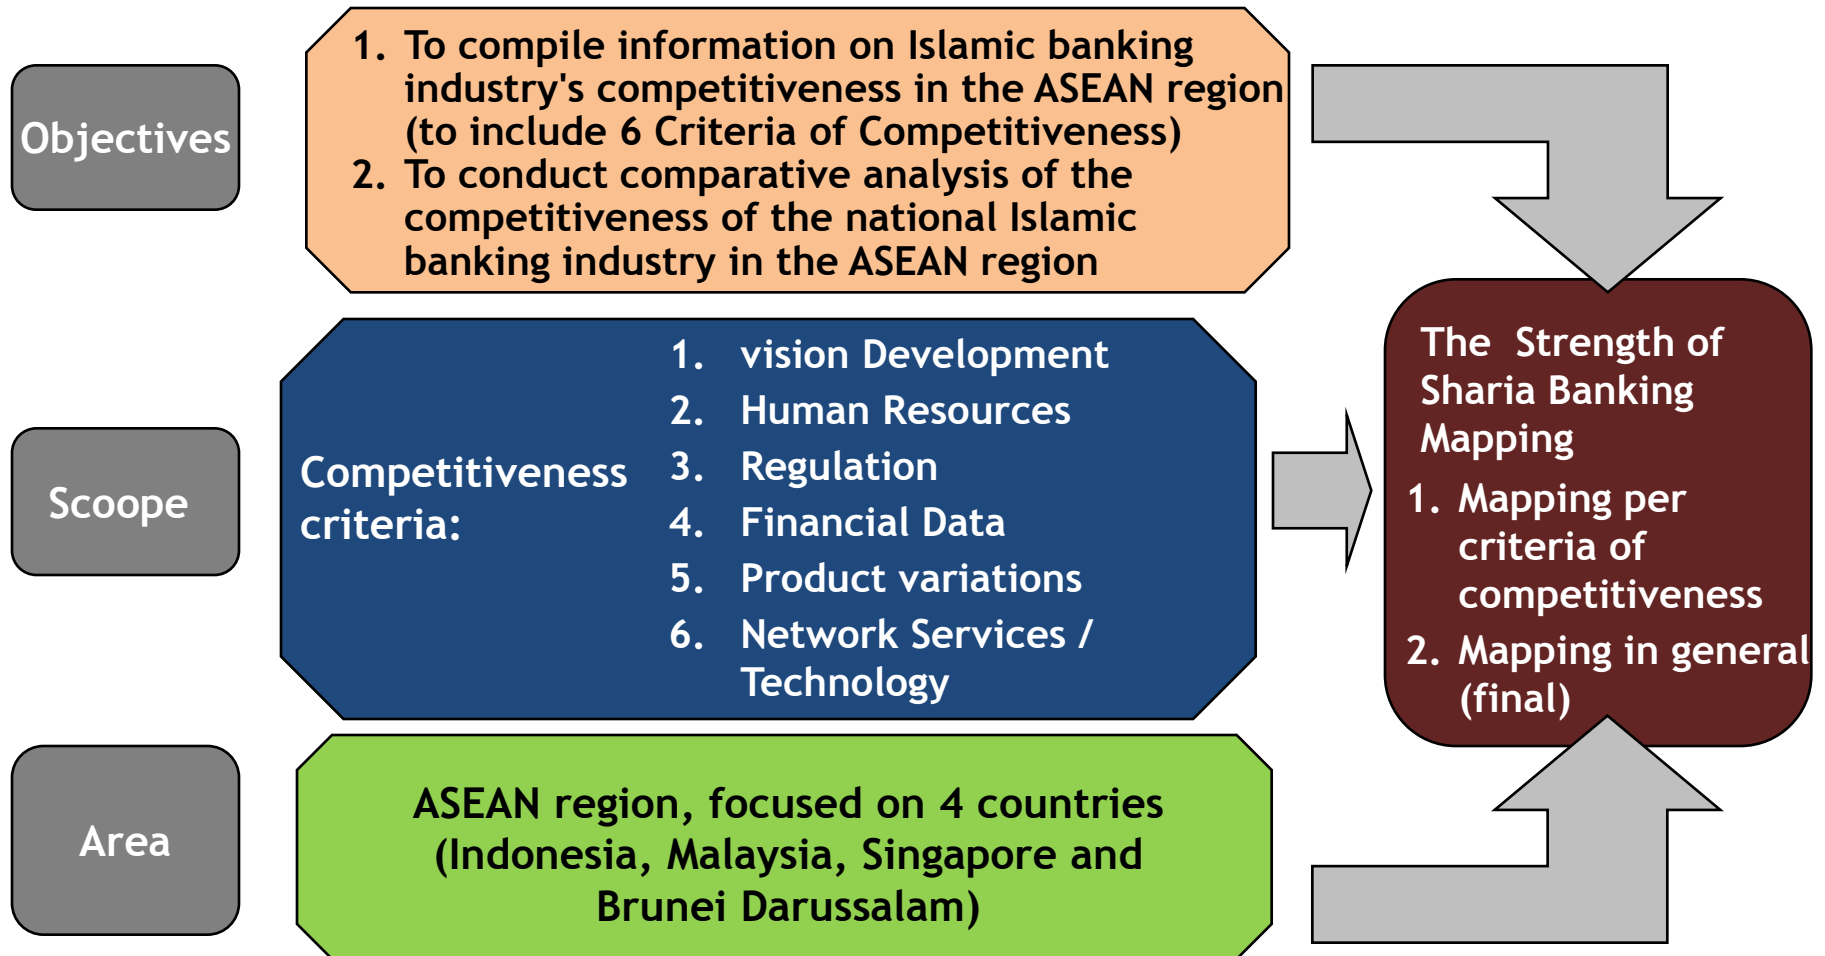 Objectives
1. To compile information on Islamic banking
industry's competitiveness in the ASEAN region
(to include 6 Criteria of Competitiveness)
2. To conduct comparative analysis of the
competitiveness of the national Islamic
banking industry in the ASEAN region
Scoope
Competitiveness
criteria:
1. vision Development
2. Human Resources
3. Regulation
4. Financial Data
5. Product variations
6. Network Services /
Technology
Area
ASEAN region, focused on 4 countries
(Indonesia, Malaysia, Singapore and
Brunei Darussalam)
The Strength of
Sharia Banking
Mapping
1. Mapping per
criteria of
competitiveness
2. Mapping in general
(final)